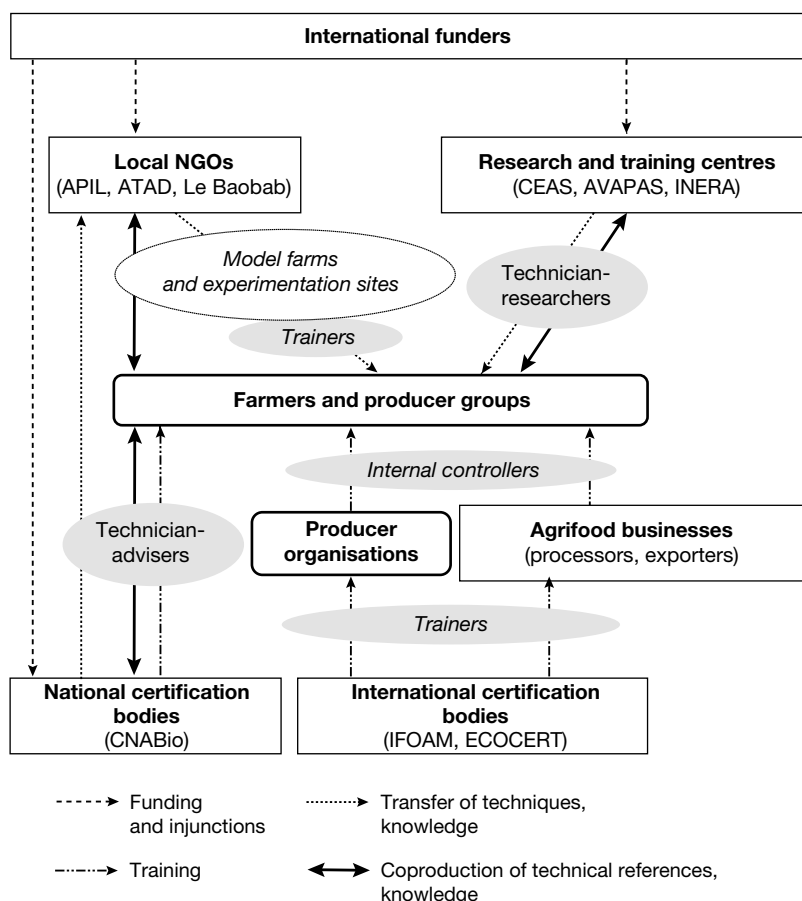 International funders
Local NGOs
(APIL, ATAD, Le Baobab)
Research and training centres
(CEAS, AVAPAS, INERA)
Model farms
and experimentation sites
Technician-
researchers
Trainers
Farmers and producer groups
Internal controllers
Technician-
advisers
Producer
organisations
Agrifood businesses
(processors, exporters)
Trainers
National certification
bodies
(CNABio)
International certification
bodies
(IFOAM, ECOCERT)
Funding
and injunctions
Transfer of techniques,
knowledge
Training
Coproduction of technical references,
knowledge